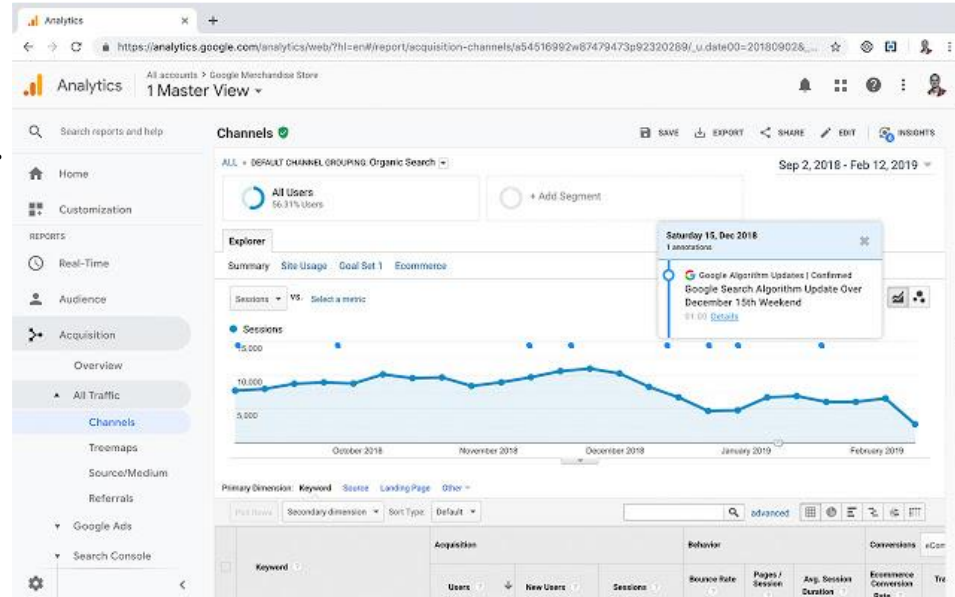 Analytics
https://analytics.google.com/analytics/web/?hl=en#/report/acquisition-channels/a54516992w87479473p92320289/_u.date00=20180902&_...
Analytics
All accounts > Google Merchandise Store
1 Master View
Search reports and help
Home
Customization
REPORTS
Real-Time
Audience
Acquisition
Overview
All Traffic
Channels
Treemaps
Source/Medium
Referrals
Google Ads
Search Console
Channels
SAVE
EXPORT
SHARE
EDIT
INSIGHTS
ALL » DEFAULT CHANNEL GROUPING: Organic Search
Sep 2, 2018 - Feb 12, 2019
All Users
56.31% Users
+ Add Segment
Explorer
Summary Site Usage Goal Set 1 Ecommerce
Sessions VS. Select a metric
Saturday 15, Dec 2018
1 annotations
Google Algorithm Updates | Confirmed
Google Search Algorithm Update Over
December 15th Weekend
01:00 Details
Sessions
15,000
10,000
5,000
October 2018
November 2018
December 2018
January 2019
February 2019
Primary Dimension: Keyword Source Landing Page Other
Plot Rows Secondary dimension Sort Type: Default advanced
Keyword
Acquisition
Users
New Users
Sessions
Behavior
Bounce Rate
Pages /
Session
Avg. Session
Duration
Conversions eCom
Ecommerce
Conversion
Rate
Tra